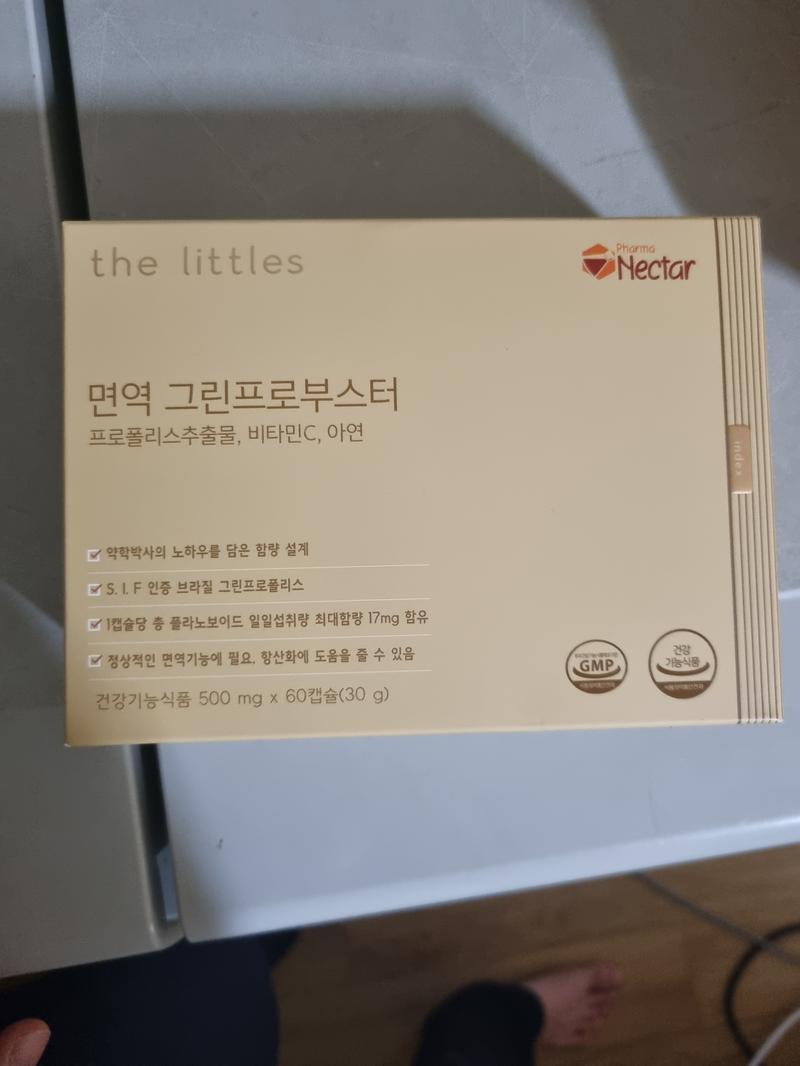 the littles
Pharma
Nectar
면역 그린프로부스터
프로폴리스추출물, 비타민C, 아연
index
약학박사의 노하우를 담은 함량 설계
S. I. F 인증 브라질 그린프로폴리스
1캡슐당 총 플라노보이드 일일섭취량 최대함량 17mg 함유
정상적인 면역기능에 필요, 항산화에 도움을 줄 수 있음
건강기능식품 500 mg x 60캡슐(30 g)
GMP
건강
기능식품